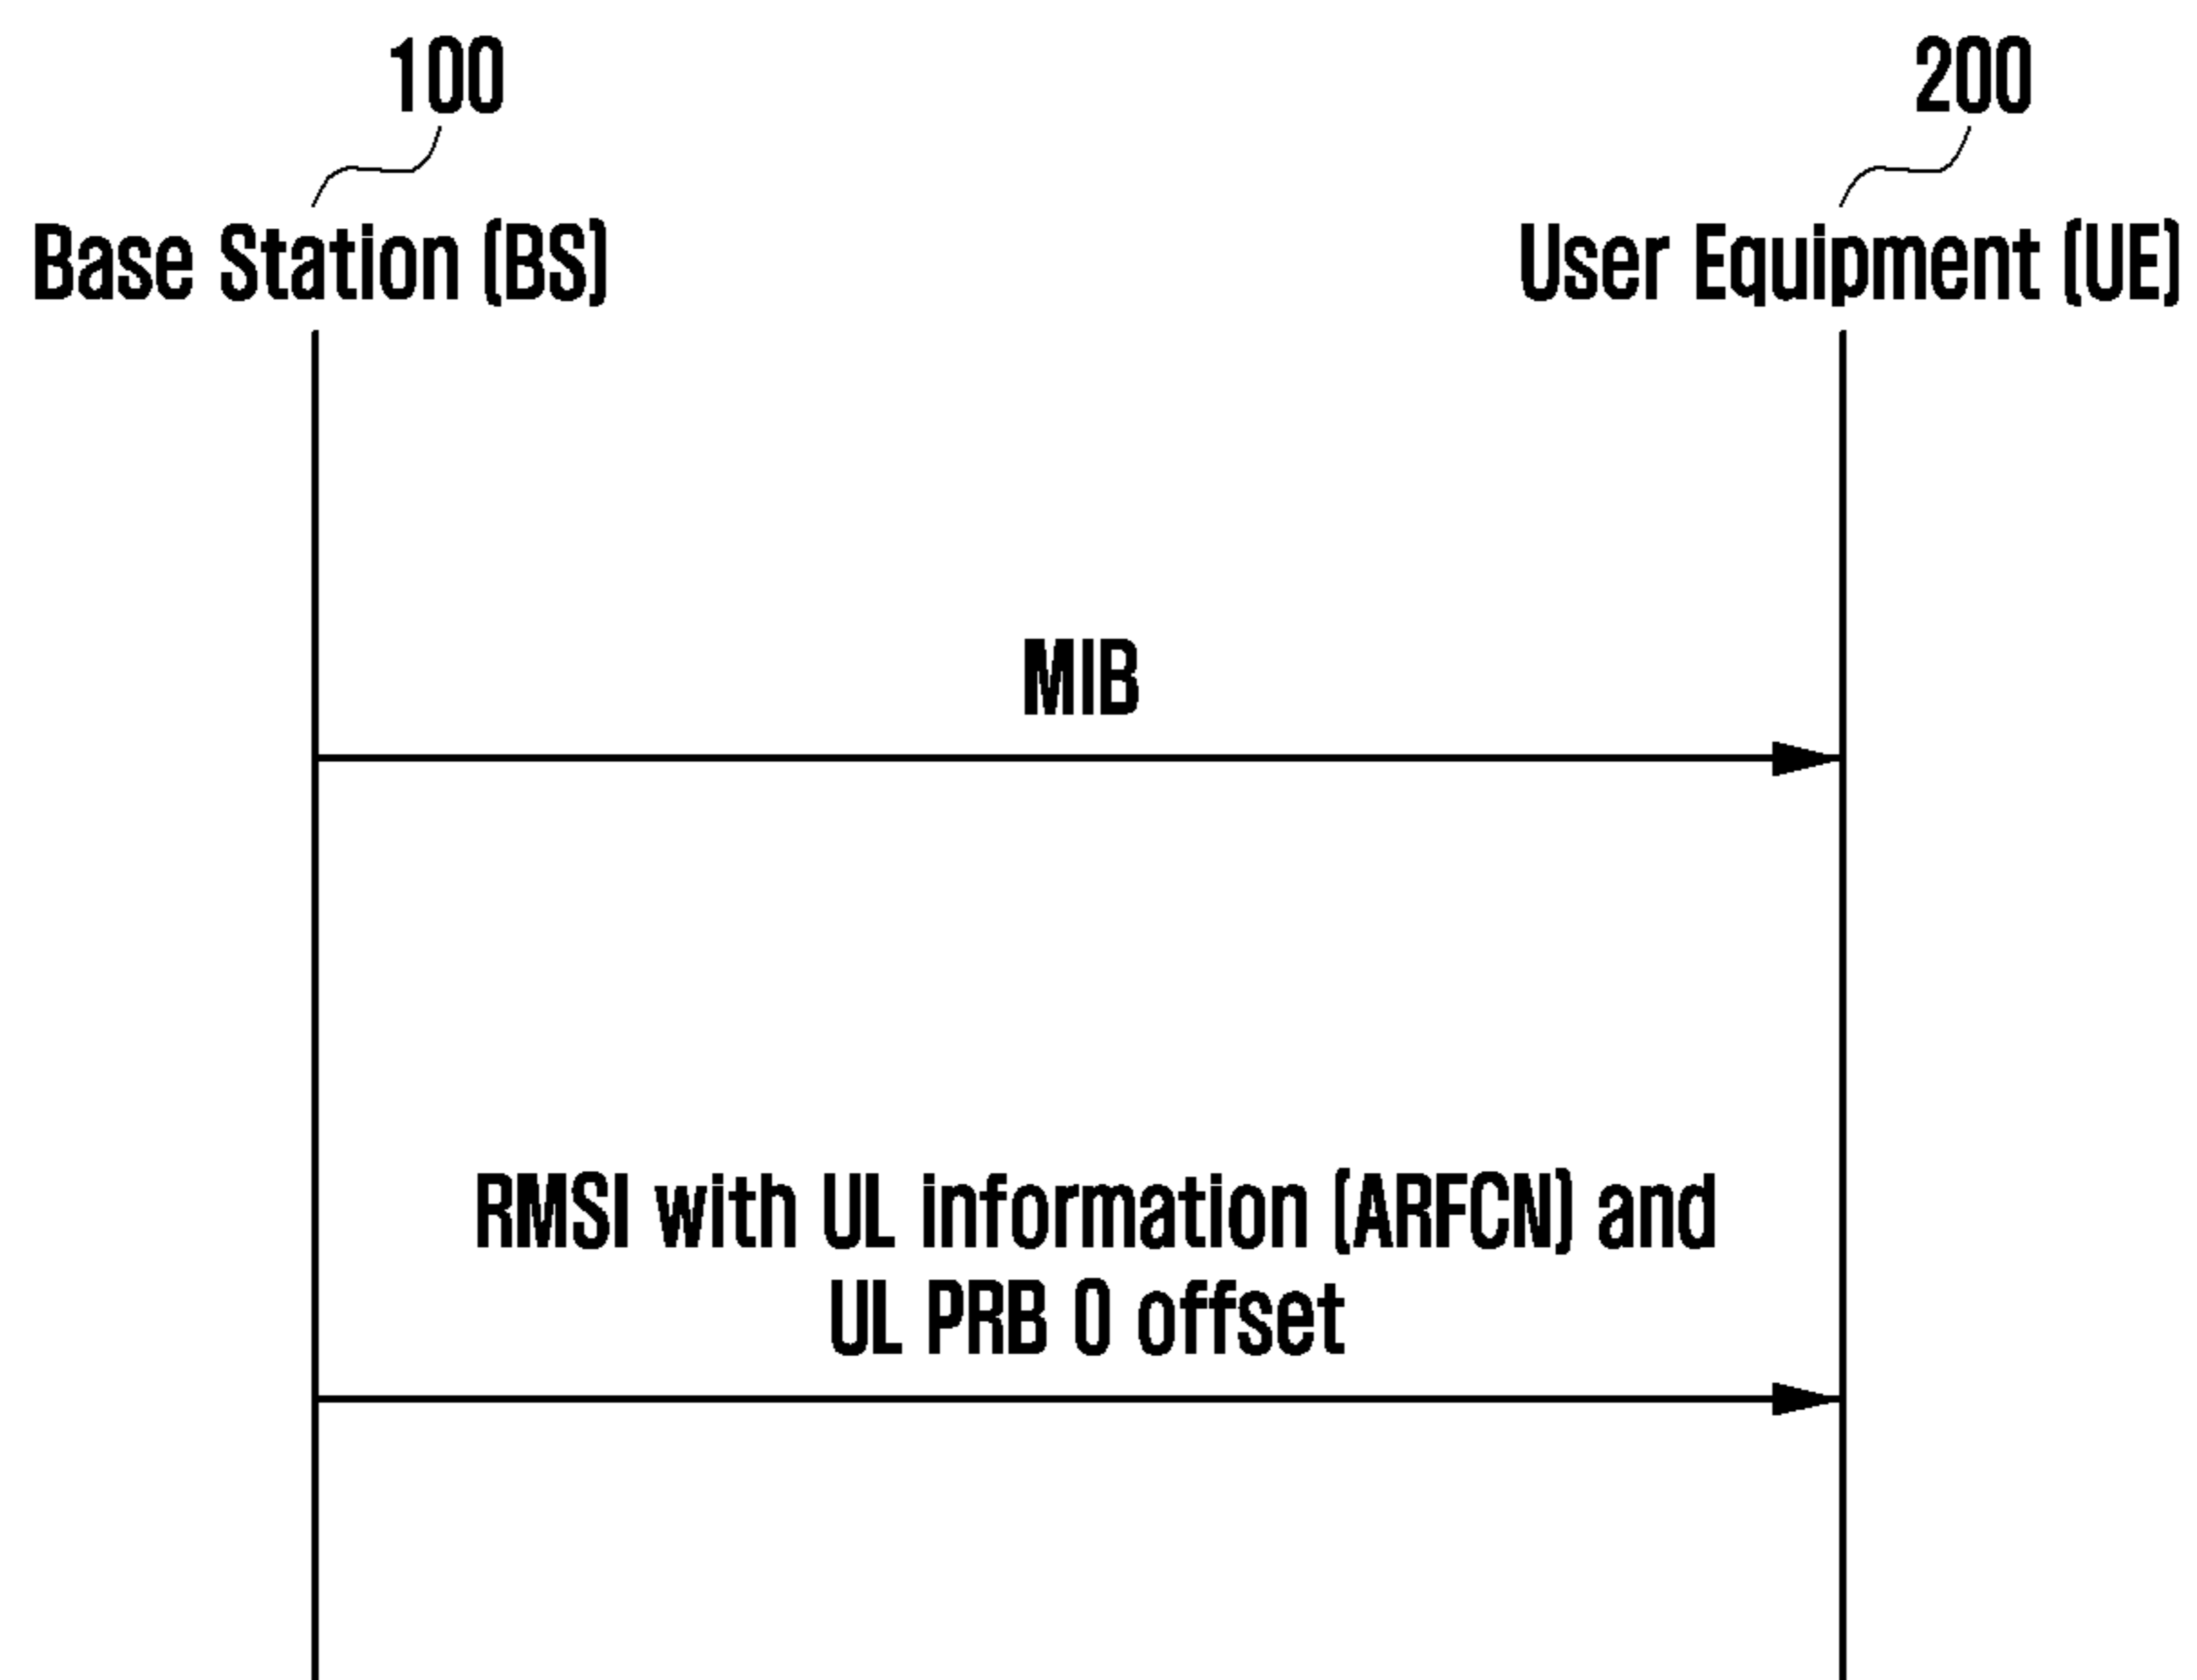 100
200
Base Station (BS)
User Equipment (UE)
MIB
RMSI with UL information (ARFCN) and
UL PRB 0 offset